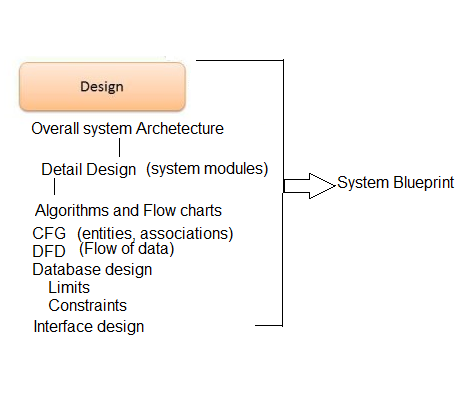 Design
Overall system Archetecture
Detail Design (system modules)
System Blueprint
Algorithms and Flow charts
CFG (entities, associations)
DFD (Flow of data)
Database design
Limits
Constraints
Interface design